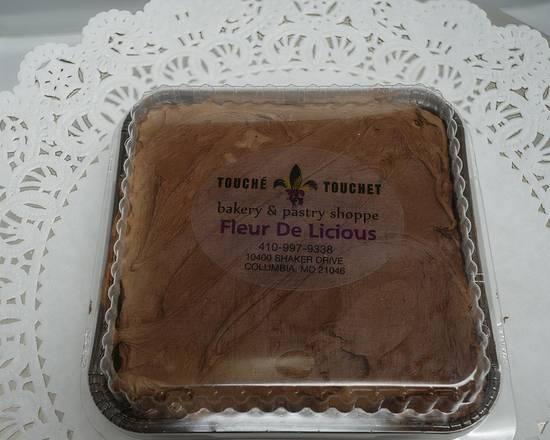 TOUCHÉ TOUCHET
bakery & pastry shoppe
Fleur De Licious
410-997-9338
10400 SHAKER DRIVE
COLUMBIA, MD 21046